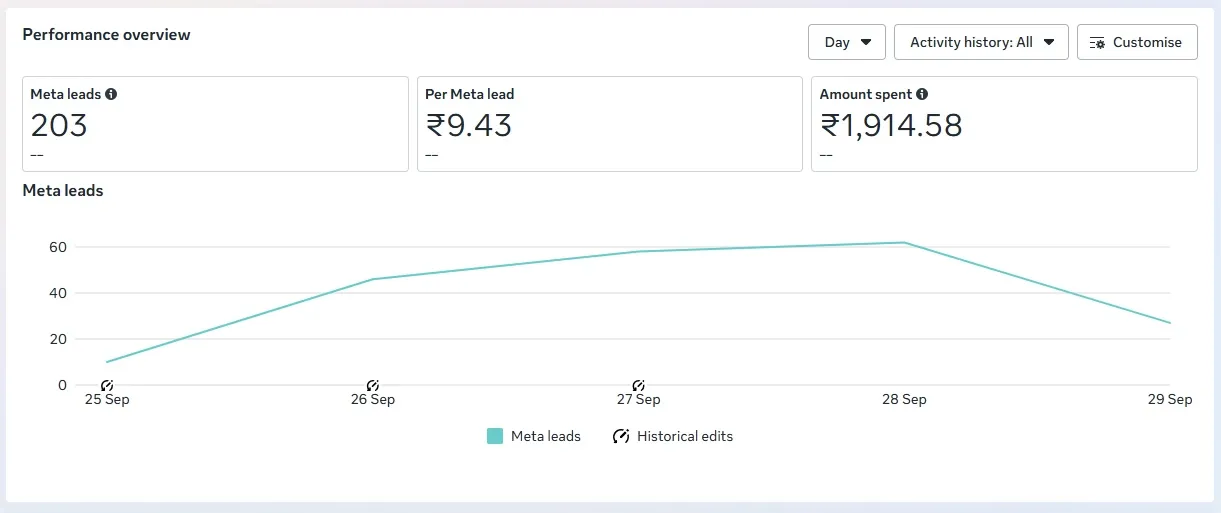 Performance overview
Day
Activity history: All
Customise
Meta leads
203
--
Per Meta lead
₹9.43
--
Amount spent
₹1,914.58
--
Meta leads
60
40
20
0
25 Sep
26 Sep
27 Sep
28 Sep
29 Sep
Meta leads
Historical edits